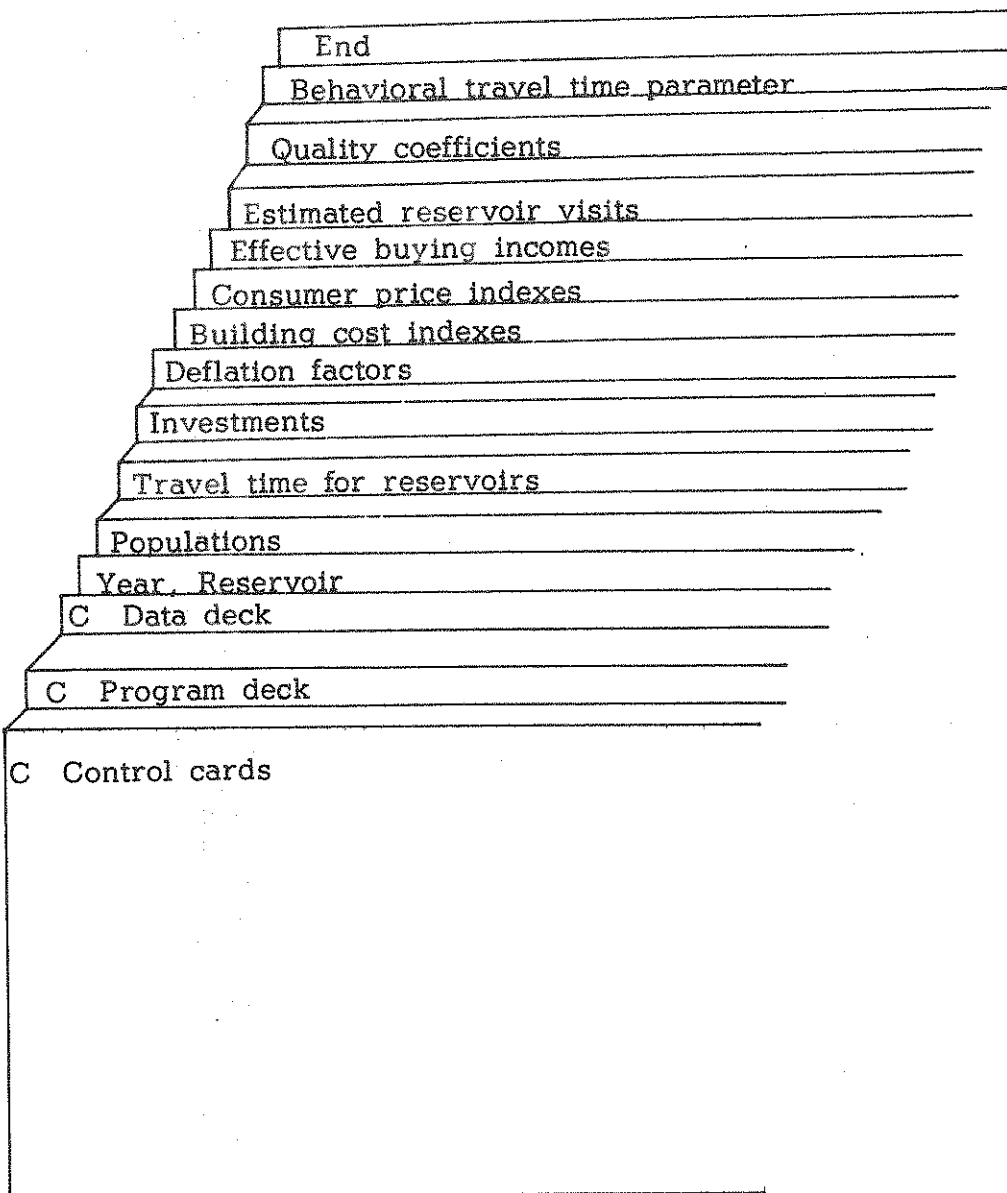 End
Behavioral travel time parameter
Quality coefficients
Estimated reservoir visits
Effective buying incomes
Consumer price indexes
Building cost indexes
Deflation factors
Investments
Travel time for reservoirs
Populations
Year, Reservoir
C Data deck
C Program deck
C Control cards